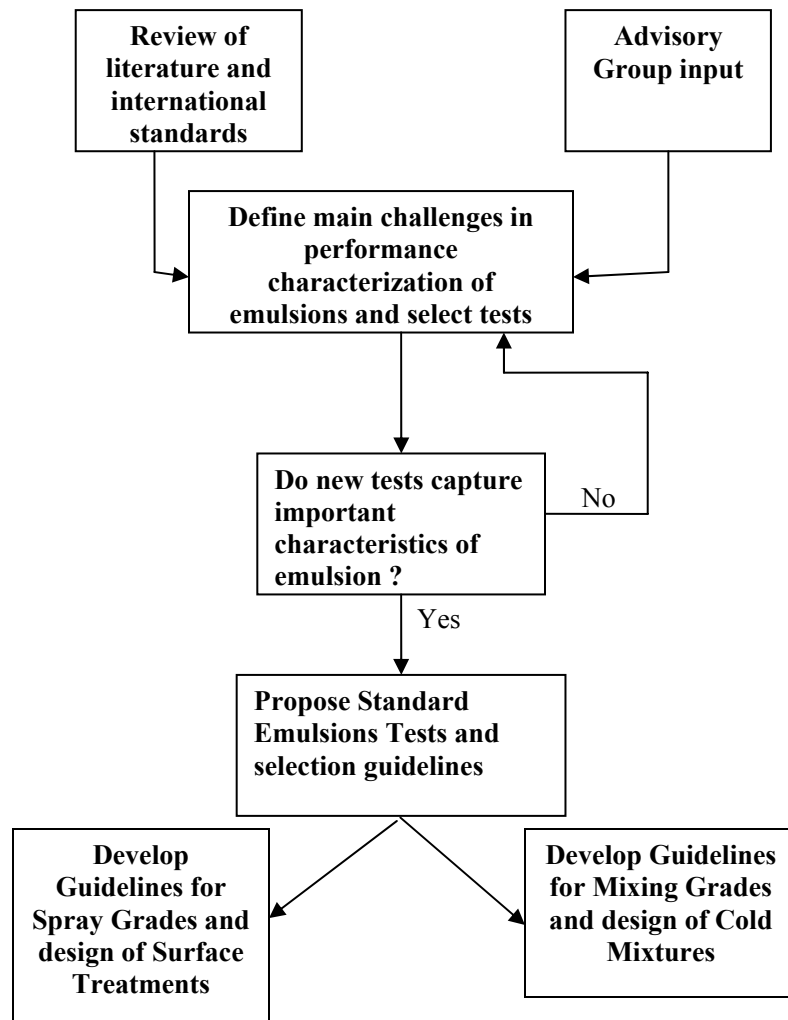 Review of
literature and
international
standards
Advisory
Group input
Define main challenges in
performance
characterization of
emulsions and select tests
Do new tests capture
important
characteristics of
emulsion ?
No
Yes
Propose Standard
Emulsions Tests and
selection guidelines
Develop
Guidelines for
Spray Grades and
design of Surface
Treatments
Develop Guidelines
for Mixing Grades
and design of Cold
Mixtures